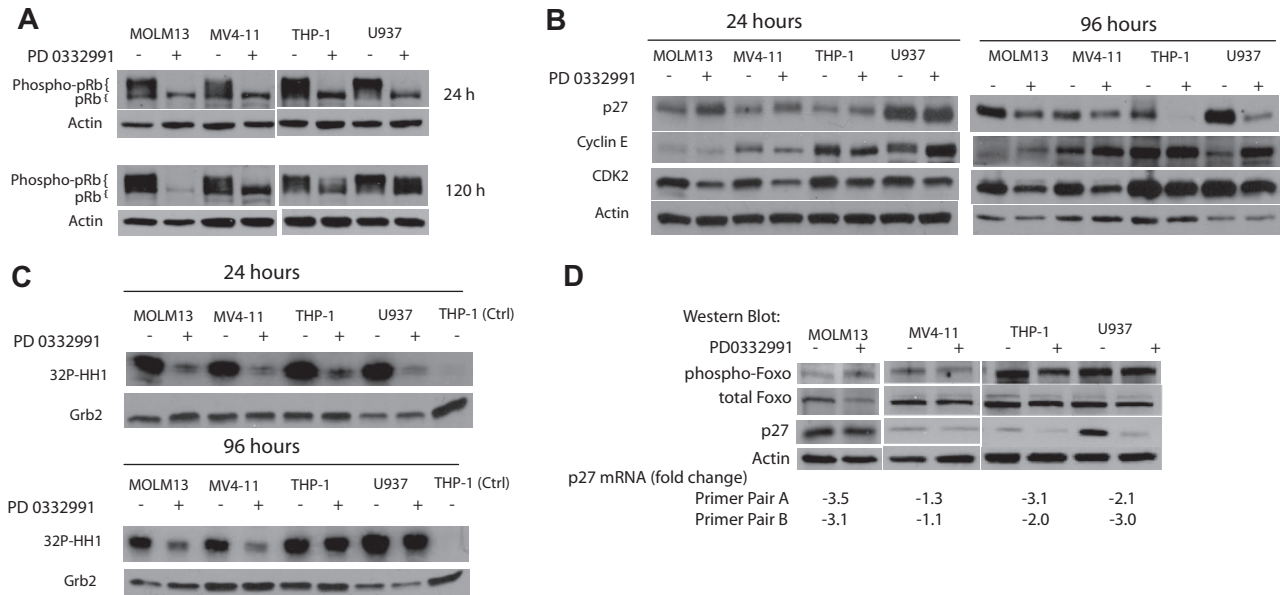 A
MOLM13 MV4-11 THP-1 U937
PD 0332991 - + - + - + - +
Phospho-pRb{
pRb{
24 h
Actin
Phospho-pRb{
pRb{
120 h
Actin
B
24 hours
MOLM13 MV4-11 THP-1 U937
PD 0332991 - + - + - + - +
96 hours
MOLM13 MV4-11 THP-1 U937
- + - + - + - +
p27
Cyclin E
CDK2
Actin
C
24 hours
MOLM13 MV4-11 THP-1 U937 THP-1 (Ctrl)
PD 0332991 - + - + - + - + -
32P-HH1
Grb2
96 hours
MOLM13 MV4-11 THP-1 U937 THP-1 (Ctrl)
PD 0332991 - + - + - + - + -
32P-HH1
Grb2
D
Western Blot:
MOLM13 MV4-11 THP-1 U937
PD0332991 - + - + - + - +
phospho-Foxo
total Foxo
p27
Actin
p27 mRNA (fold change)
Primer Pair A -3.5 -1.3 -3.1 -2.1
Primer Pair B -3.1 -1.1 -2.0 -3.0